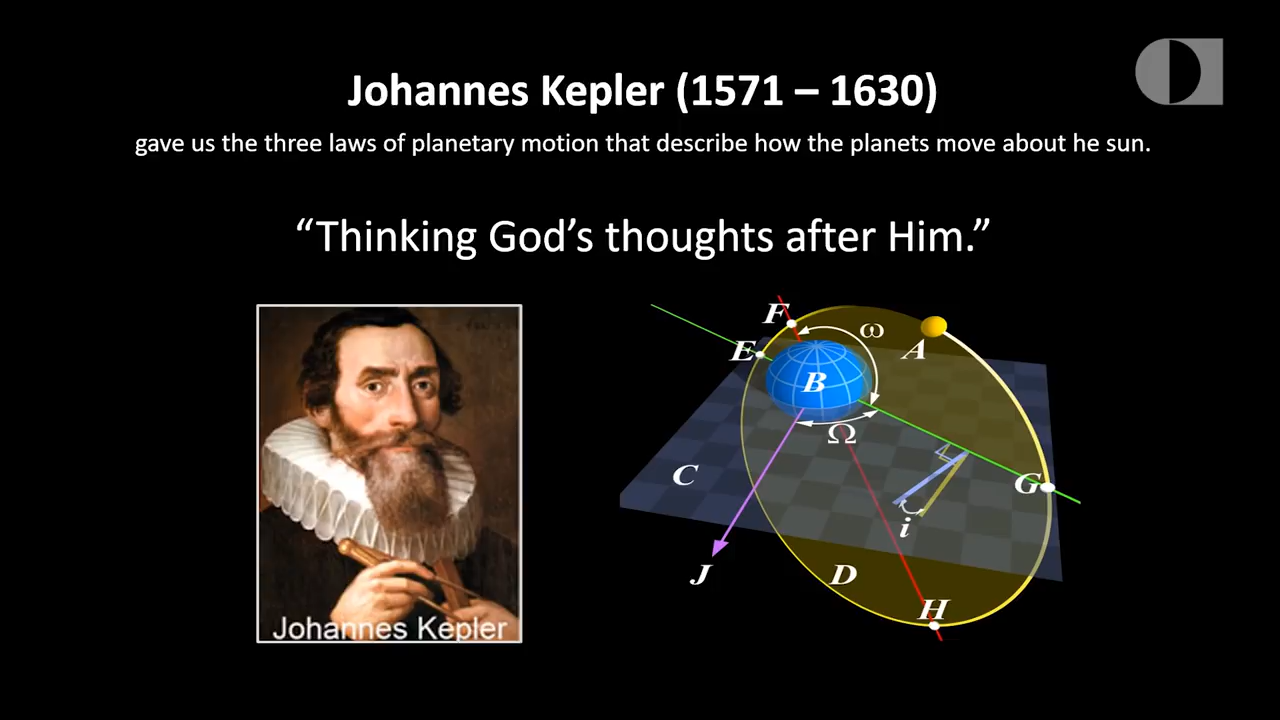 Johannes Kepler (1571 – 1630)
gave us the three laws of planetary motion that describe how the planets move about he sun.
“Thinking God’s thoughts after Him.”
Johannes Kepler
F
ω
A
E
B
Ω
C
G
i
J
D
H